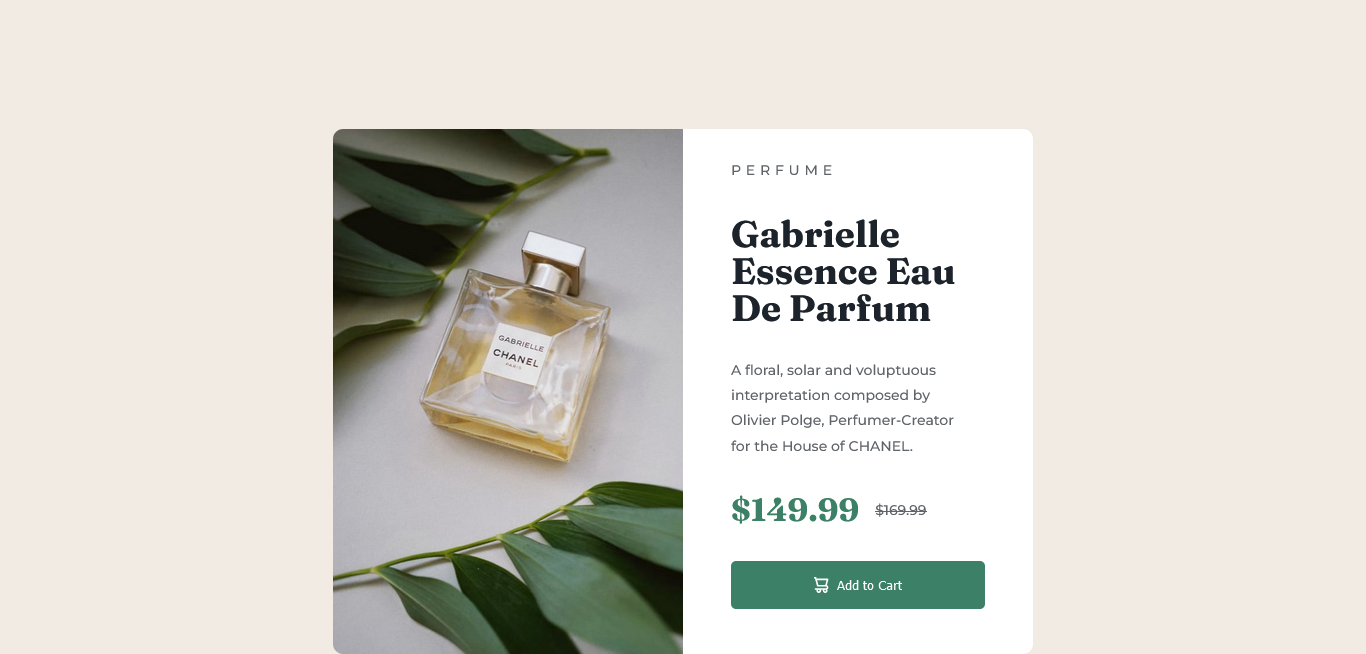 PERFUME
Gabrielle
Essence Eau
De Parfum
A floral, solar and voluptuous
interpretation composed by
Olivier Polge, Perfumer-Creator
for the House of CHANEL.
$149.99 $169.99
Add to Cart
GABRIELLE
CHANEL
PARIS